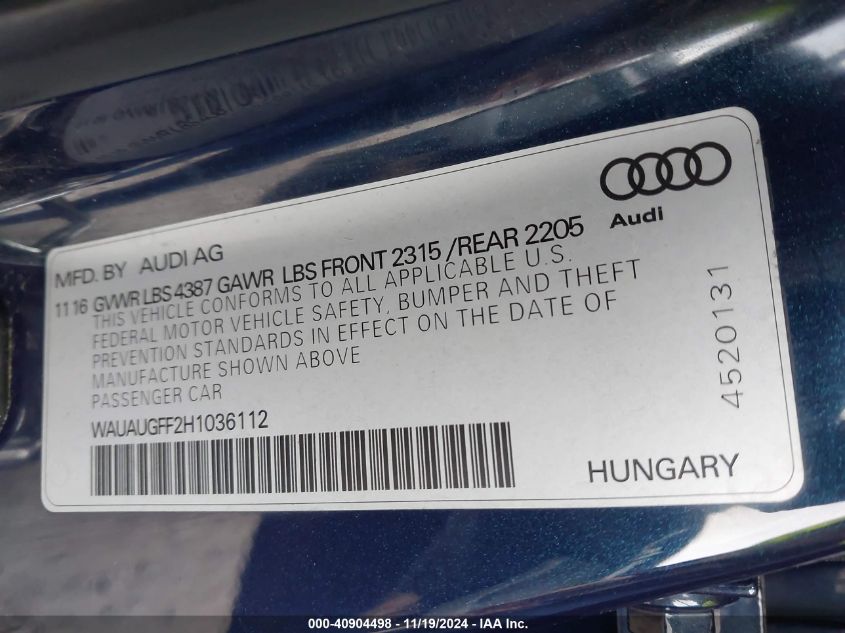 Audi
MFD. BY AUDI AG
11 16 GVWR LBS 4387 GAWR LBS FRONT 2315 / REAR 2205
THIS VEHICLE CONFORMS TO ALL APPLICABLE U.S.
FEDERAL MOTOR VEHICLE SAFETY, BUMPER AND THEFT
PREVENTION STANDARDS IN EFFECT ON THE DATE OF
MANUFACTURE SHOWN ABOVE
PASSENGER CAR
WAUAUGFF2H1036112
HUNGARY
4520131
000-40904498 - 11/19/2024 - IAA Inc.